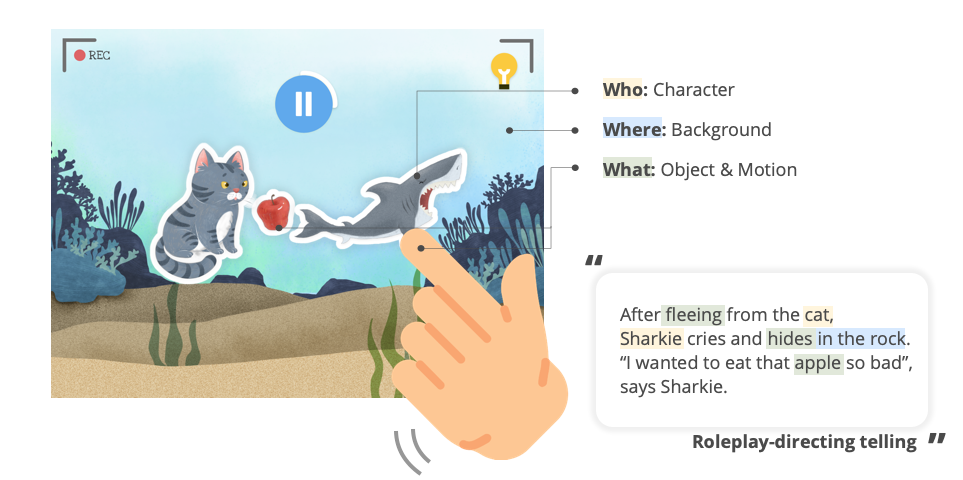 REC
Who: Character
Where: Background
What: Object & Motion
“
After fleeing from the cat,
Sharkie cries and hides in the rock.
“I wanted to eat that apple so bad”,
says Sharkie.
Roleplay-directing telling ”